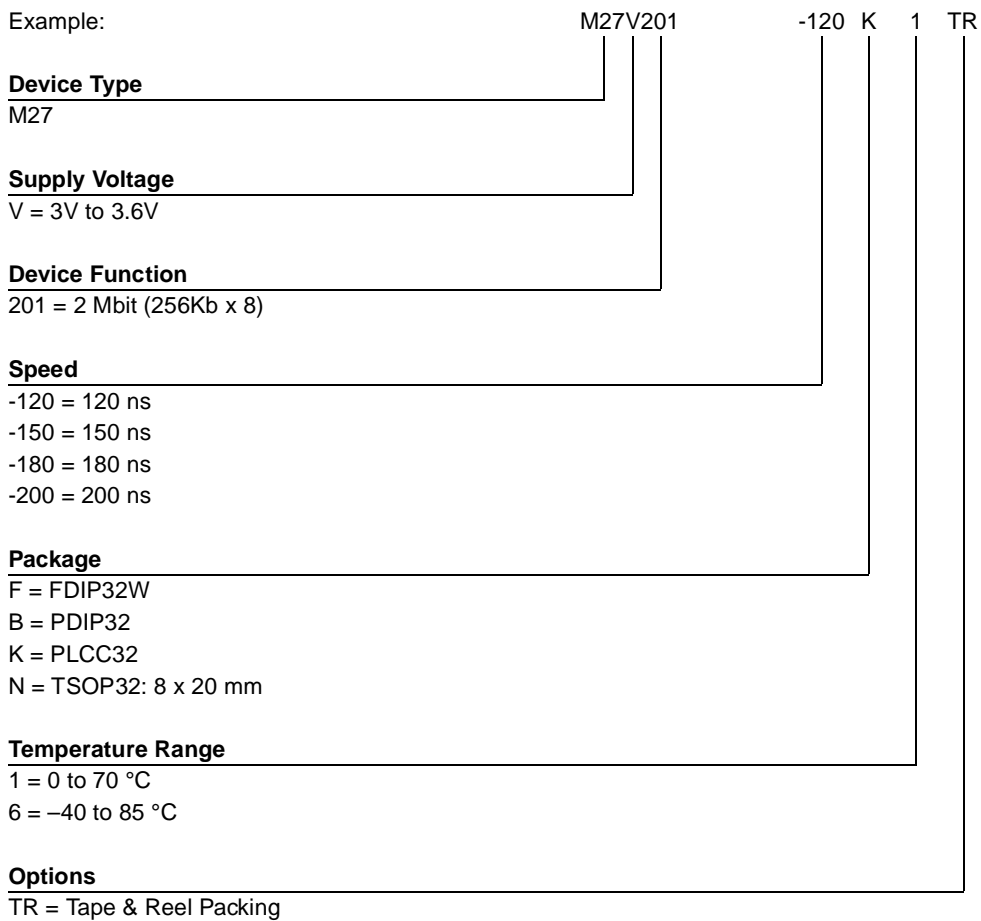 Example: M27V201 -120 K 1 TR
Device Type
M27
Supply Voltage
V = 3V to 3.6V
Device Function
201 = 2 Mbit (256Kb x 8)
Speed
-120 = 120 ns
-150 = 150 ns
-180 = 180 ns
-200 = 200 ns
Package
F = FDIP32W
B = PDIP32
K = PLCC32
N = TSOP32: 8 x 20 mm
Temperature Range
1 = 0 to 70 °C
6 = –40 to 85 °C
Options
TR = Tape & Reel Packing